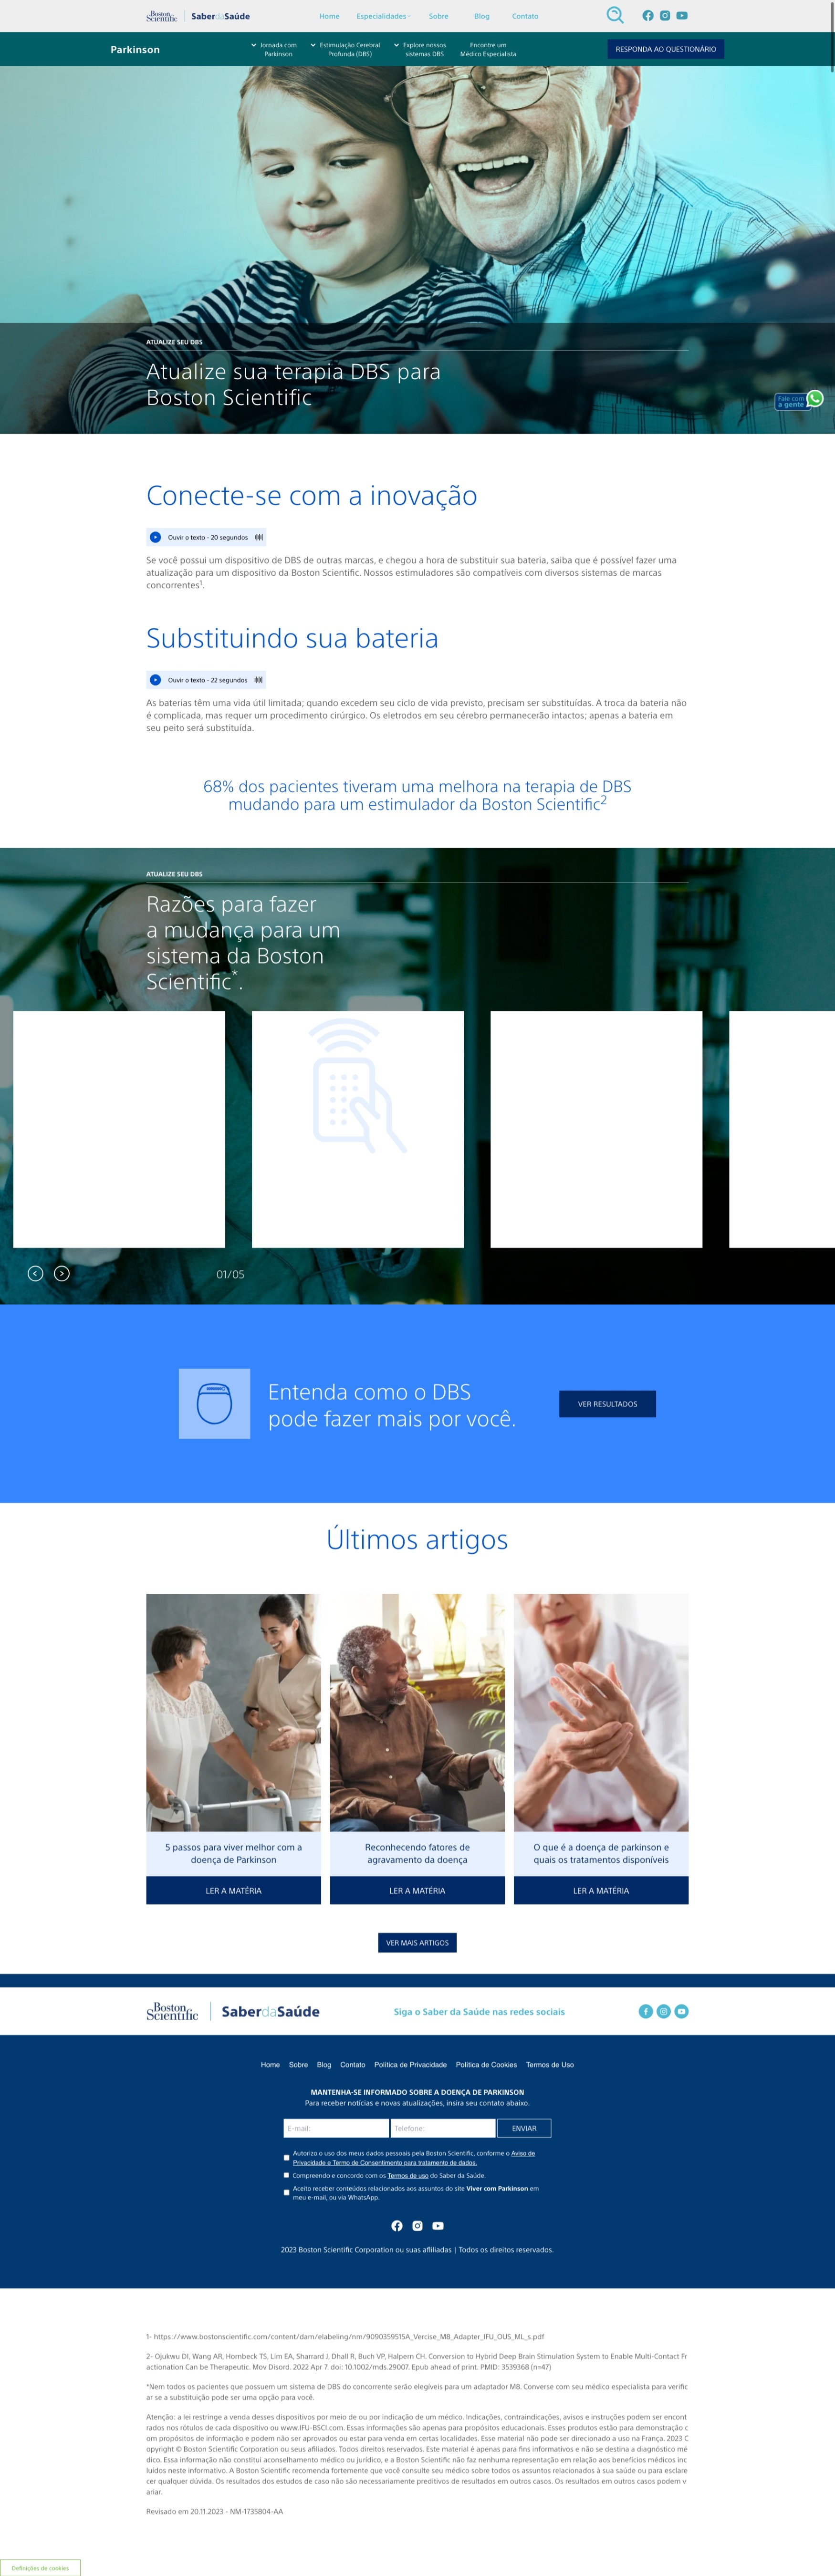 Boston Scientific SaberdaSaúde Home Especialidades Sobre Blog Contato
Parkinson
Jornada com
Parkinson
Estimulação Cerebral
Profunda (DBS)
Explore nossos
sistemas DBS
Encontre um
Médico Especialista
RESPONDA AO QUESTIONÁRIO
ATUALIZE SEU DBS
Atualize sua terapia DBS para
Boston Scientific
Fale com
a gente
Conecte-se com a inovação
Ouvir o texto - 20 segundos
Se você possui um dispositivo de DBS de outras marcas, e chegou a hora de substituir sua bateria, saiba que é possível fazer uma
atualização para um dispositivo da Boston Scientific. Nossos estimuladores são compatíveis com diversos sistemas de marcas
concorrentes¹.
Substituindo sua bateria
Ouvir o texto - 22 segundos
As baterias têm uma vida útil limitada; quando excedem seu ciclo de vida previsto, precisam ser substituídas. A troca da bateria não
é complicada, mas requer um procedimento cirúrgico. Os eletrodos em seu cérebro permanecerão intactos; apenas a bateria em
seu peito será substituída.
68% dos pacientes tiveram uma melhora na terapia de DBS
mudando para um estimulador da Boston Scientific²
ATUALIZE SEU DBS
Razões para fazer
a mudança para um
sistema da Boston
Scientific*.
01/05
Entenda como o DBS
pode fazer mais por você.
VER RESULTADOS
Últimos artigos
5 passos para viver melhor com a
doença de Parkinson
LER A MATÉRIA
Reconhecendo fatores de
agravamento da doença
LER A MATÉRIA
O que é a doença de parkinson e
quais os tratamentos disponíveis
LER A MATÉRIA
VER MAIS ARTIGOS
Boston Scientific SaberdaSaúde Siga o Saber da Saúde nas redes sociais
Home Sobre Blog Contato Política de Privacidade Política de Cookies Termos de Uso
MANTENHA-SE INFORMADO SOBRE A DOENÇA DE PARKINSON
Para receber notícias e novas atualizações, insira seu contato abaixo.
E-mail: Telefone: ENVIAR
Autorizo o uso dos meus dados pessoais pela Boston Scientific, conforme o Aviso de
Privacidade e Termo de Consentimento para tratamento de dados.
Compreendo e concordo com os Termos de uso do Saber da Saúde.
Aceito receber conteúdos relacionados aos assuntos do site Viver com Parkinson em
meu e-mail, ou via WhatsApp.
2023 Boston Scientific Corporation ou suas afiliadas | Todos os direitos reservados.
1- https://www.bostonscientific.com/content/dam/elabeling/nm/90903595​15A_Vercise_M8_Adapter_IFU_OUS_ML_s.pdf
2- Ojukwu DI, Wang AR, Hornbeck TS, Lim EA, Sharrard J, Dhall R, Buch VP, Halpern CH. Conversion to Hybrid Deep Brain Stimulation System to Enable Multi-Contact Fr
actionation Can be Therapeutic. Mov Disord. 2022 Apr 7. doi: 10.1002/mds.29007. Epub ahead of print. PMID: 3539368 (n=47)
*Nem todos os pacientes que possuem um sistema de DBS do concorrente serão elegíveis para um adaptador M8. Converse com seu médico especialista para verific
ar se a substituição pode ser uma opção para você.
Atenção: a lei restringe a venda desses dispositivos por meio de ou por indicação de um médico. Indicações, contraindicações, avisos e instruções podem ser encont
rados nos rótulos de cada dispositivo ou www.IFU-BSCI.com. Essas informações são apenas para propósitos educacionais. Esses produtos estão para demonstração c
om propósitos de informação e podem não ser aprovados ou estar para venda em certas localidades. Esse material não pode ser direcionado a uso na França. 2023 C
opyright © Boston Scientific Corporation ou seus afiliados. Todos direitos reservados. Este material é apenas para fins informativos e não se destina a diagnóstico mé
dico. Essa informação não constitui aconselhamento médico ou jurídico, e a Boston Scientific não faz nenhuma representação em relação aos benefícios médicos inc
luídos neste informativo. A Boston Scientific recomenda fortemente que você consulte seu médico sobre todos os assuntos relacionados à sua saúde ou para esclare
cer qualquer dúvida. Os resultados dos estudos de caso não são necessariamente preditivos de resultados em outros casos. Os resultados em outros casos podem v
ariar.
Revisado em 20.11.2023 - NM-1735804-AA
Definições de cookies